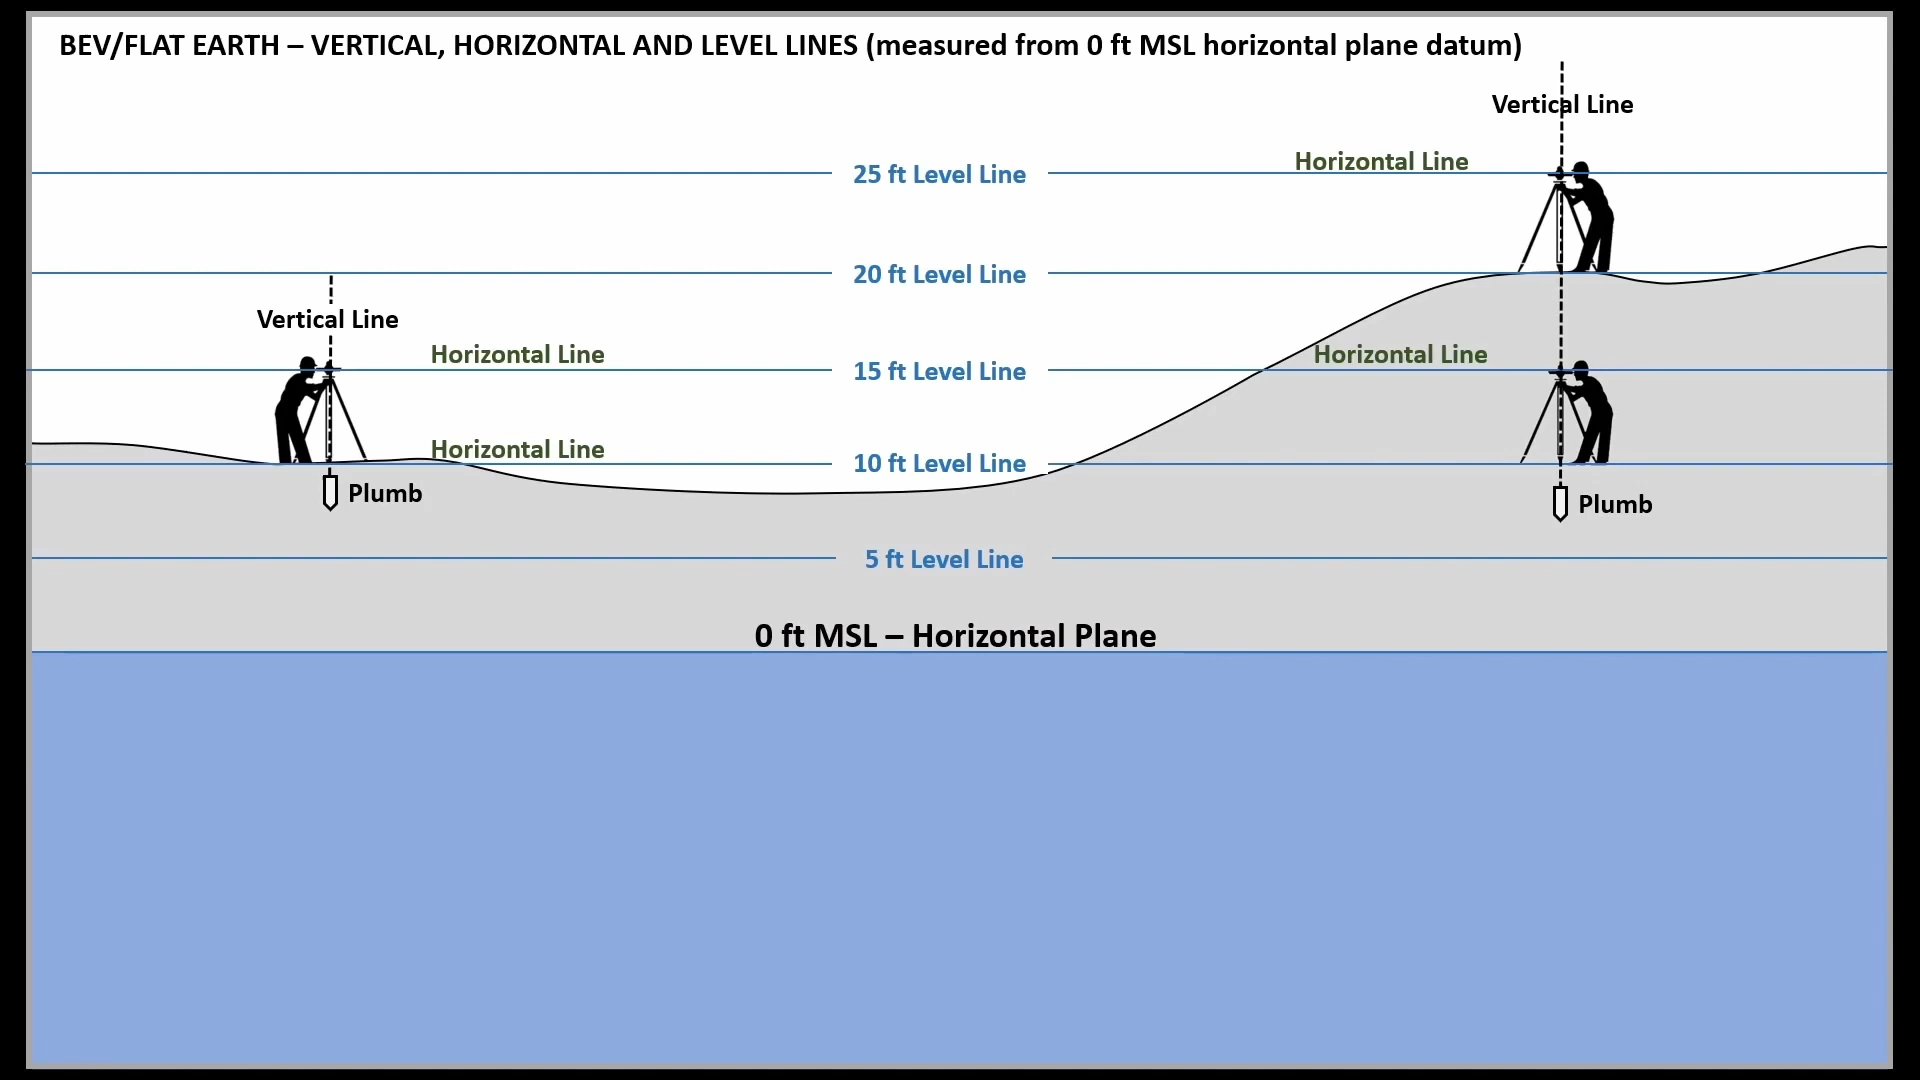 BEV/FLAT EARTH – VERTICAL, HORIZONTAL AND LEVEL LINES (measured from 0 ft MSL horizontal plane datum)
Vertical Line
Horizontal Line
25 ft Level Line
20 ft Level Line
Vertical Line
Horizontal Line
15 ft Level Line
Horizontal Line
Horizontal Line
10 ft Level Line
Plumb
Plumb
5 ft Level Line
0 ft MSL – Horizontal Plane